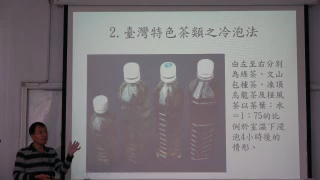 2.臺灣特色茶類之冷泡法
由左至右分別
為綠茶、文山
包種茶、凍頂
烏龍茶及極風
茶以茶葉:水
=1:75的比
例於室溫下浸
泡4小時後的
情形。